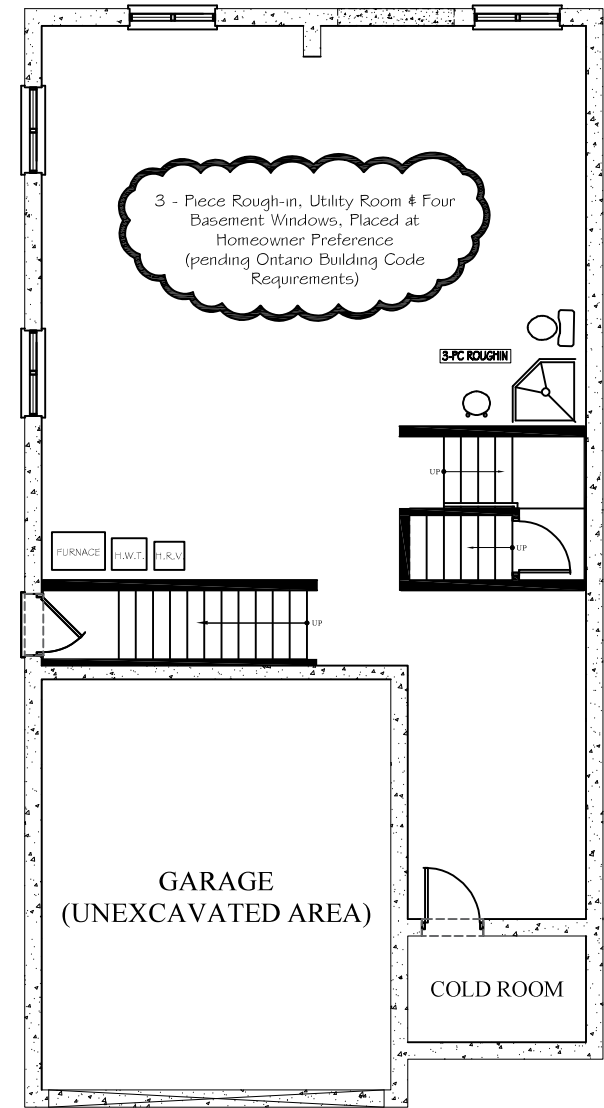 3 - Piece Rough-in, Utility Room & Four
Basement Windows, Placed at
Homeowner Preference
(pending Ontario Building Code
Requirements)
3-PC ROUGHIN
UP
UP
FURNACE
H.W.T.
H.R.V.
UP
GARAGE
(UNEXCAVATED AREA)
COLD ROOM